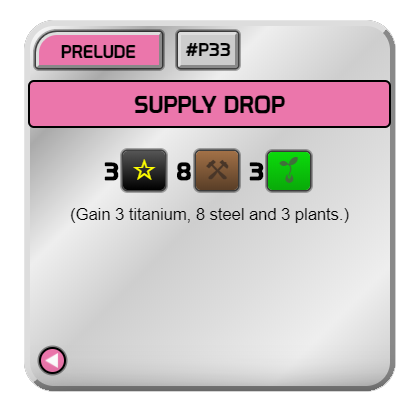 PRELUDE #P33
SUPPLY DROP
3 8 3
(Gain 3 titanium, 8 steel and 3 plants.)